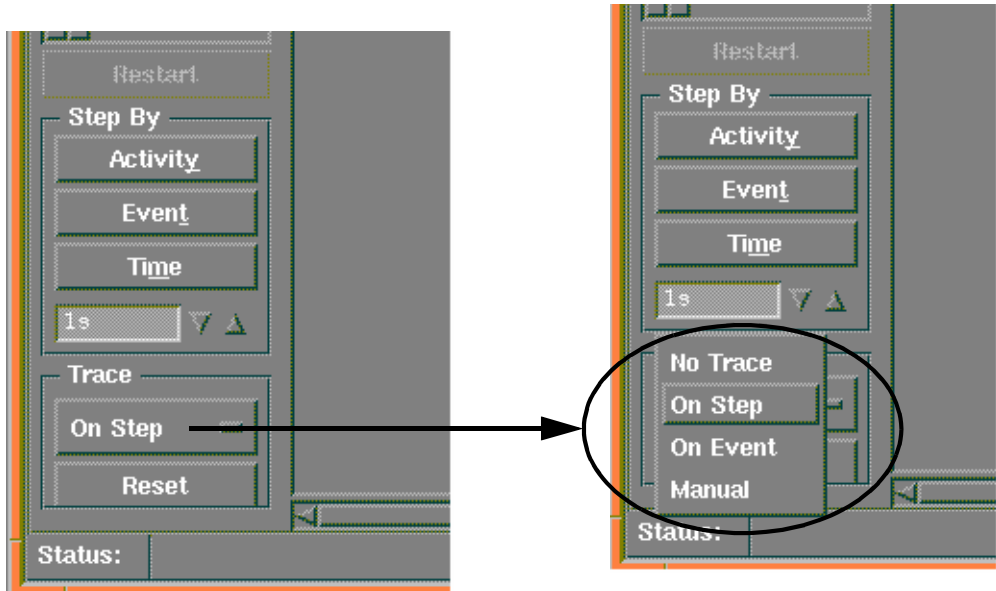 Restart
Step By
Activity
Event
Time
1s
Trace
On Step
Reset
Status:
Restart
Step By
Activity
Event
Time
1s
No Trace
On Step
On Event
Manual
Status: